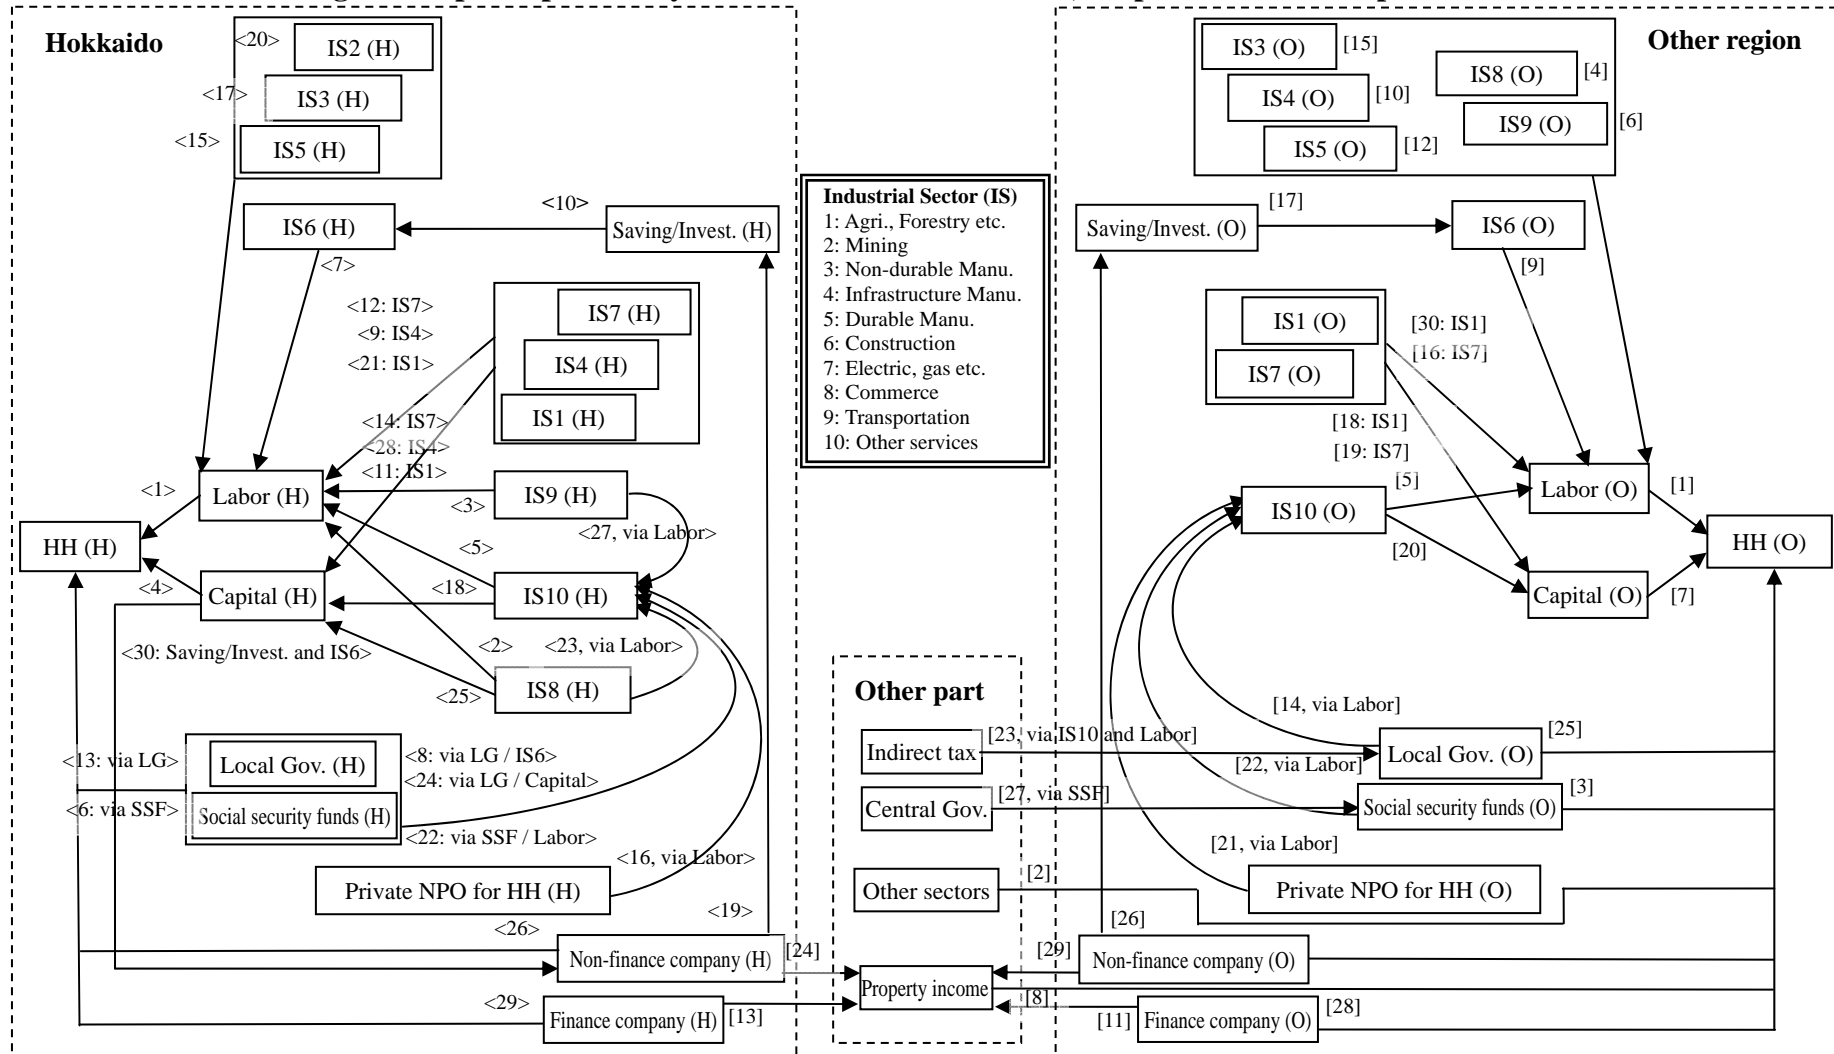 Hokkaido
<20>
IS2 (H)
<17>
IS3 (H)
<15>
IS5 (H)
IS6 (H)
<10>
Saving/Invest. (H)
<7>
<12: IS7>
<9: IS4>
<21: IS1>
IS7 (H)
IS4 (H)
IS1 (H)
<14: IS7>
<28: IS4>
<11: IS1>
<1>
Labor (H)
<3>
IS9 (H)
<27, via Labor>
HH (H)
<5>
<4>
Capital (H)
<18>
IS10 (H)
<30: Saving/Invest. and IS6>
<2>
<23, via Labor>
<25>
IS8 (H)
<13: via LG>
Local Gov. (H)
<8: via LG / IS6>
<24: via LG / Capital>
<6: via SSF>
Social security funds (H)
<22: via SSF / Labor>
<16, via Labor>
Private NPO for HH (H)
<19>
<26>
Non-finance company (H)
[24]
<29>
Finance company (H)
[13]
Industrial Sector (IS)
1: Agri., Forestry etc.
2: Mining
3: Non-durable Manu.
4: Infrastructure Manu.
5: Durable Manu.
6: Construction
7: Electric, gas etc.
8: Commerce
9: Transportation
10: Other services
Other part
Indirect tax
[23, via IS10 and Labor]
Central Gov.
[27, via SSF]
Other sectors
[2]
Property income
[8]
Other region
IS3 (O)
[15]
IS8 (O)
[4]
IS4 (O)
[10]
IS9 (O)
[6]
IS5 (O)
[12]
Saving/Invest. (O)
[17]
IS6 (O)
[9]
IS1 (O)
[30: IS1]
[16: IS7]
IS7 (O)
[18: IS1]
[19: IS7]
[5]
Labor (O)
[1]
IS10 (O)
[20]
HH (O)
Capital (O)
[7]
[14, via Labor]
[25]
Local Gov. (O)
[22, via Labor]
[3]
Social security funds (O)
[21, via Labor]
Private NPO for HH (O)
[26]
[29]
Non-finance company (O)
[11]
Finance company (O)
[28]